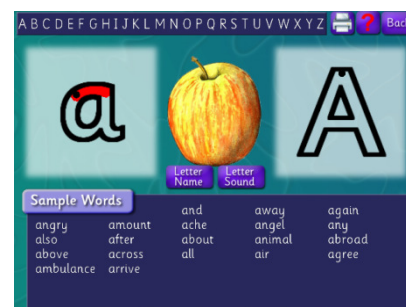 A B C D E F G H I J K L M N O P Q R S T U V W X Y Z ? Back
a A
Letter Name
Letter Sound
Sample Words
angry
also
above
ambulance
amount
after
across
arrive
and
ache
about
all
away
angel
animal
air
again
any
abroad
agree